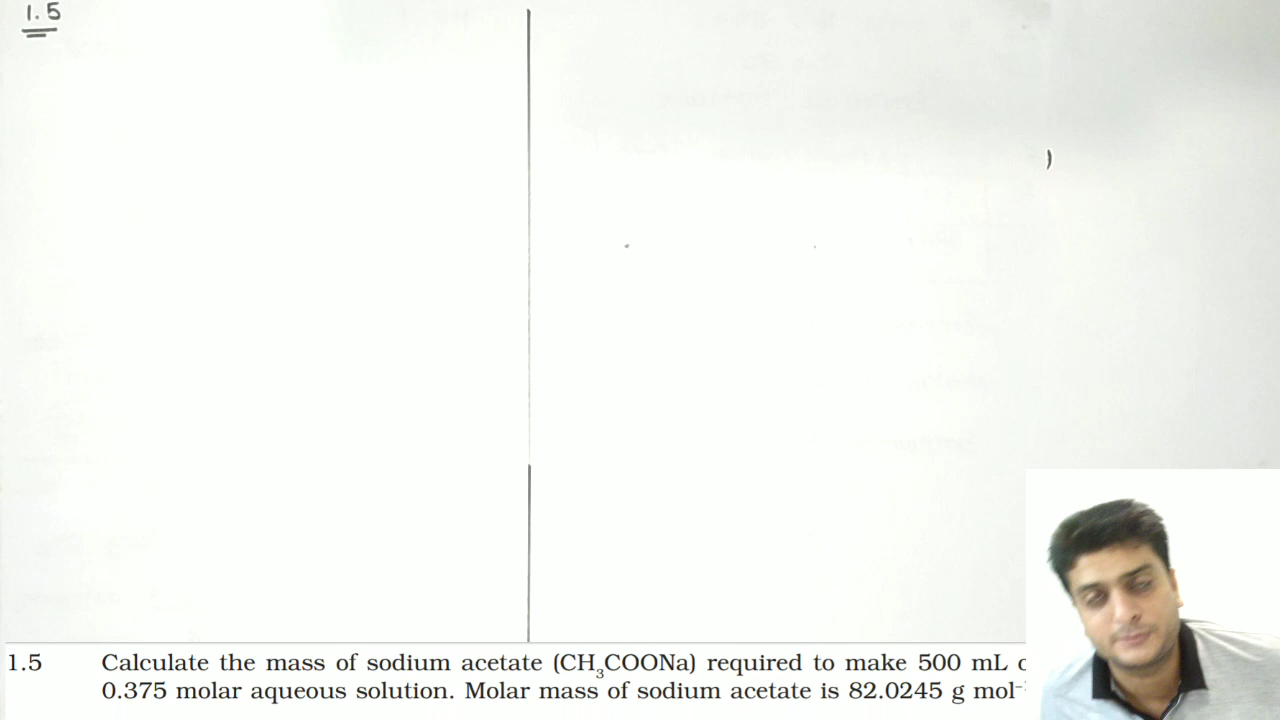 1.5
)
1.5 Calculate the mass of sodium acetate (CH₃COONa) required to make 500 mL
0.375 molar aqueous solution. Molar mass of sodium acetate is 82.0245 g mol⁻